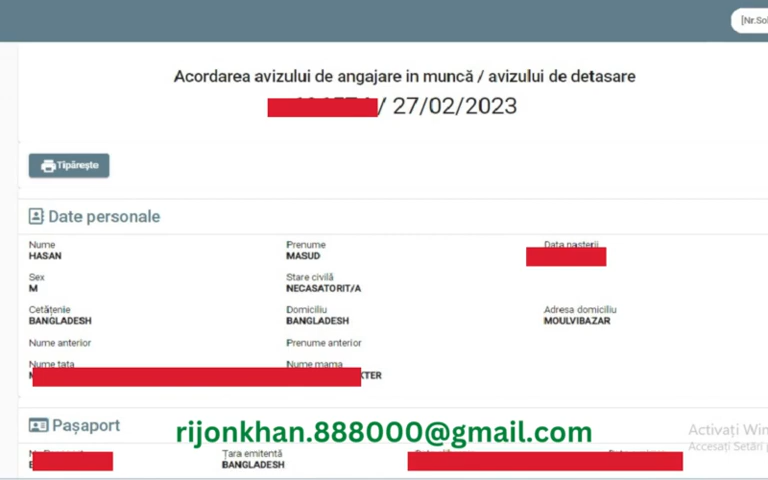 [Nr.Sol
Acordarea avizului de angajare in muncă / avizului de detasare
/ 27/02/2023
Tipărește
Date personale
Nume Prenume Data nasterii
HASAN MASUD
Sex Stare civilă
M NECASATORIT/A
Cetățenie Domiciliu Adresa domiciliu
BANGLADESH BANGLADESH MOULVIBAZAR
Nume anterior Prenume anterior
Nume tata Nume mama
KTER
Pașaport
rijonkhan.888000@gmail.com
Activați Win
Accesați Setări p
Țara emitentă
BANGLADESH